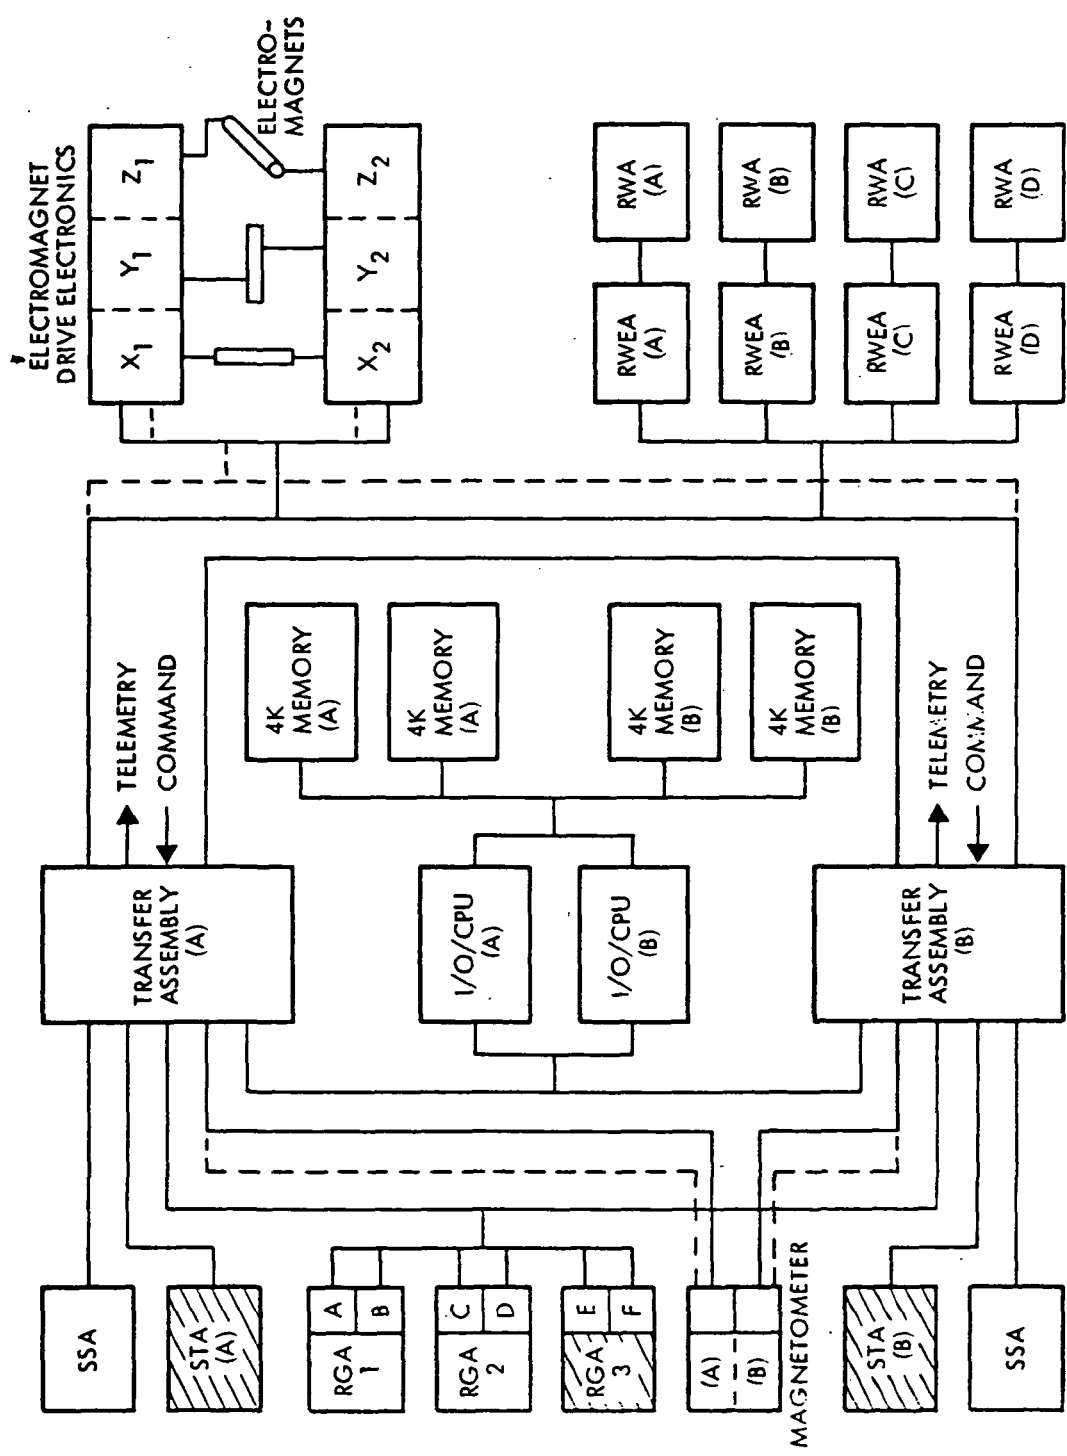 SSA
STA
(A)
RGA
1
A
B
RGA
2
C
D
RGA
3
E
F
(A)
(B)
MAGNETOMETER
STA
(B)
SSA
TRANSFER
ASSEMBLY
(A)
TELEMETRY
COMMAND
I/O/CPU
(A)
I/O/CPU
(B)
TRANSFER
ASSEMBLY
(B)
TELEMETRY
COMMAND
4K
MEMORY
(A)
4K
MEMORY
(A)
4K
MEMORY
(B)
4K
MEMORY
(B)
ELECTROMAGNET
DRIVE ELECTRONICS
X1 Y1 Z1
ELECTRO-
MAGNETS
X2 Y2 Z2
RWEA
(A)
RWA
(A)
RWEA
(B)
RWA
(B)
RWEA
(C)
RWA
(C)
RWEA
(D)
RWA
(D)